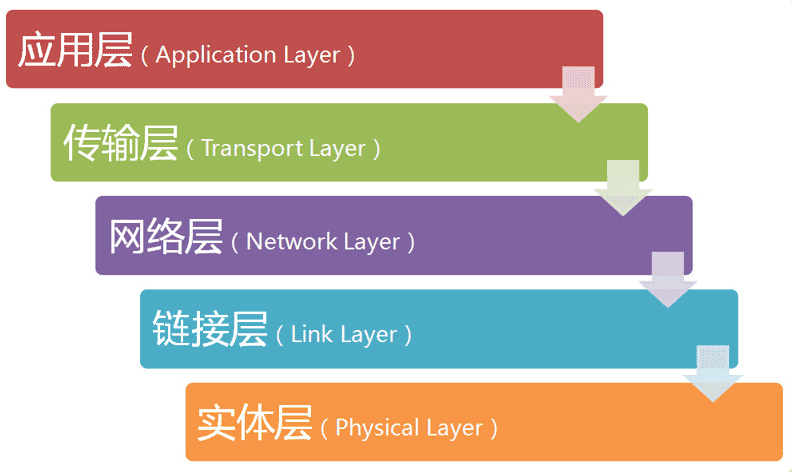 应用层（Application Layer）
传输层（Transport Layer）
网络层（Network Layer）
链接层（Link Layer）
实体层（Physical Layer）